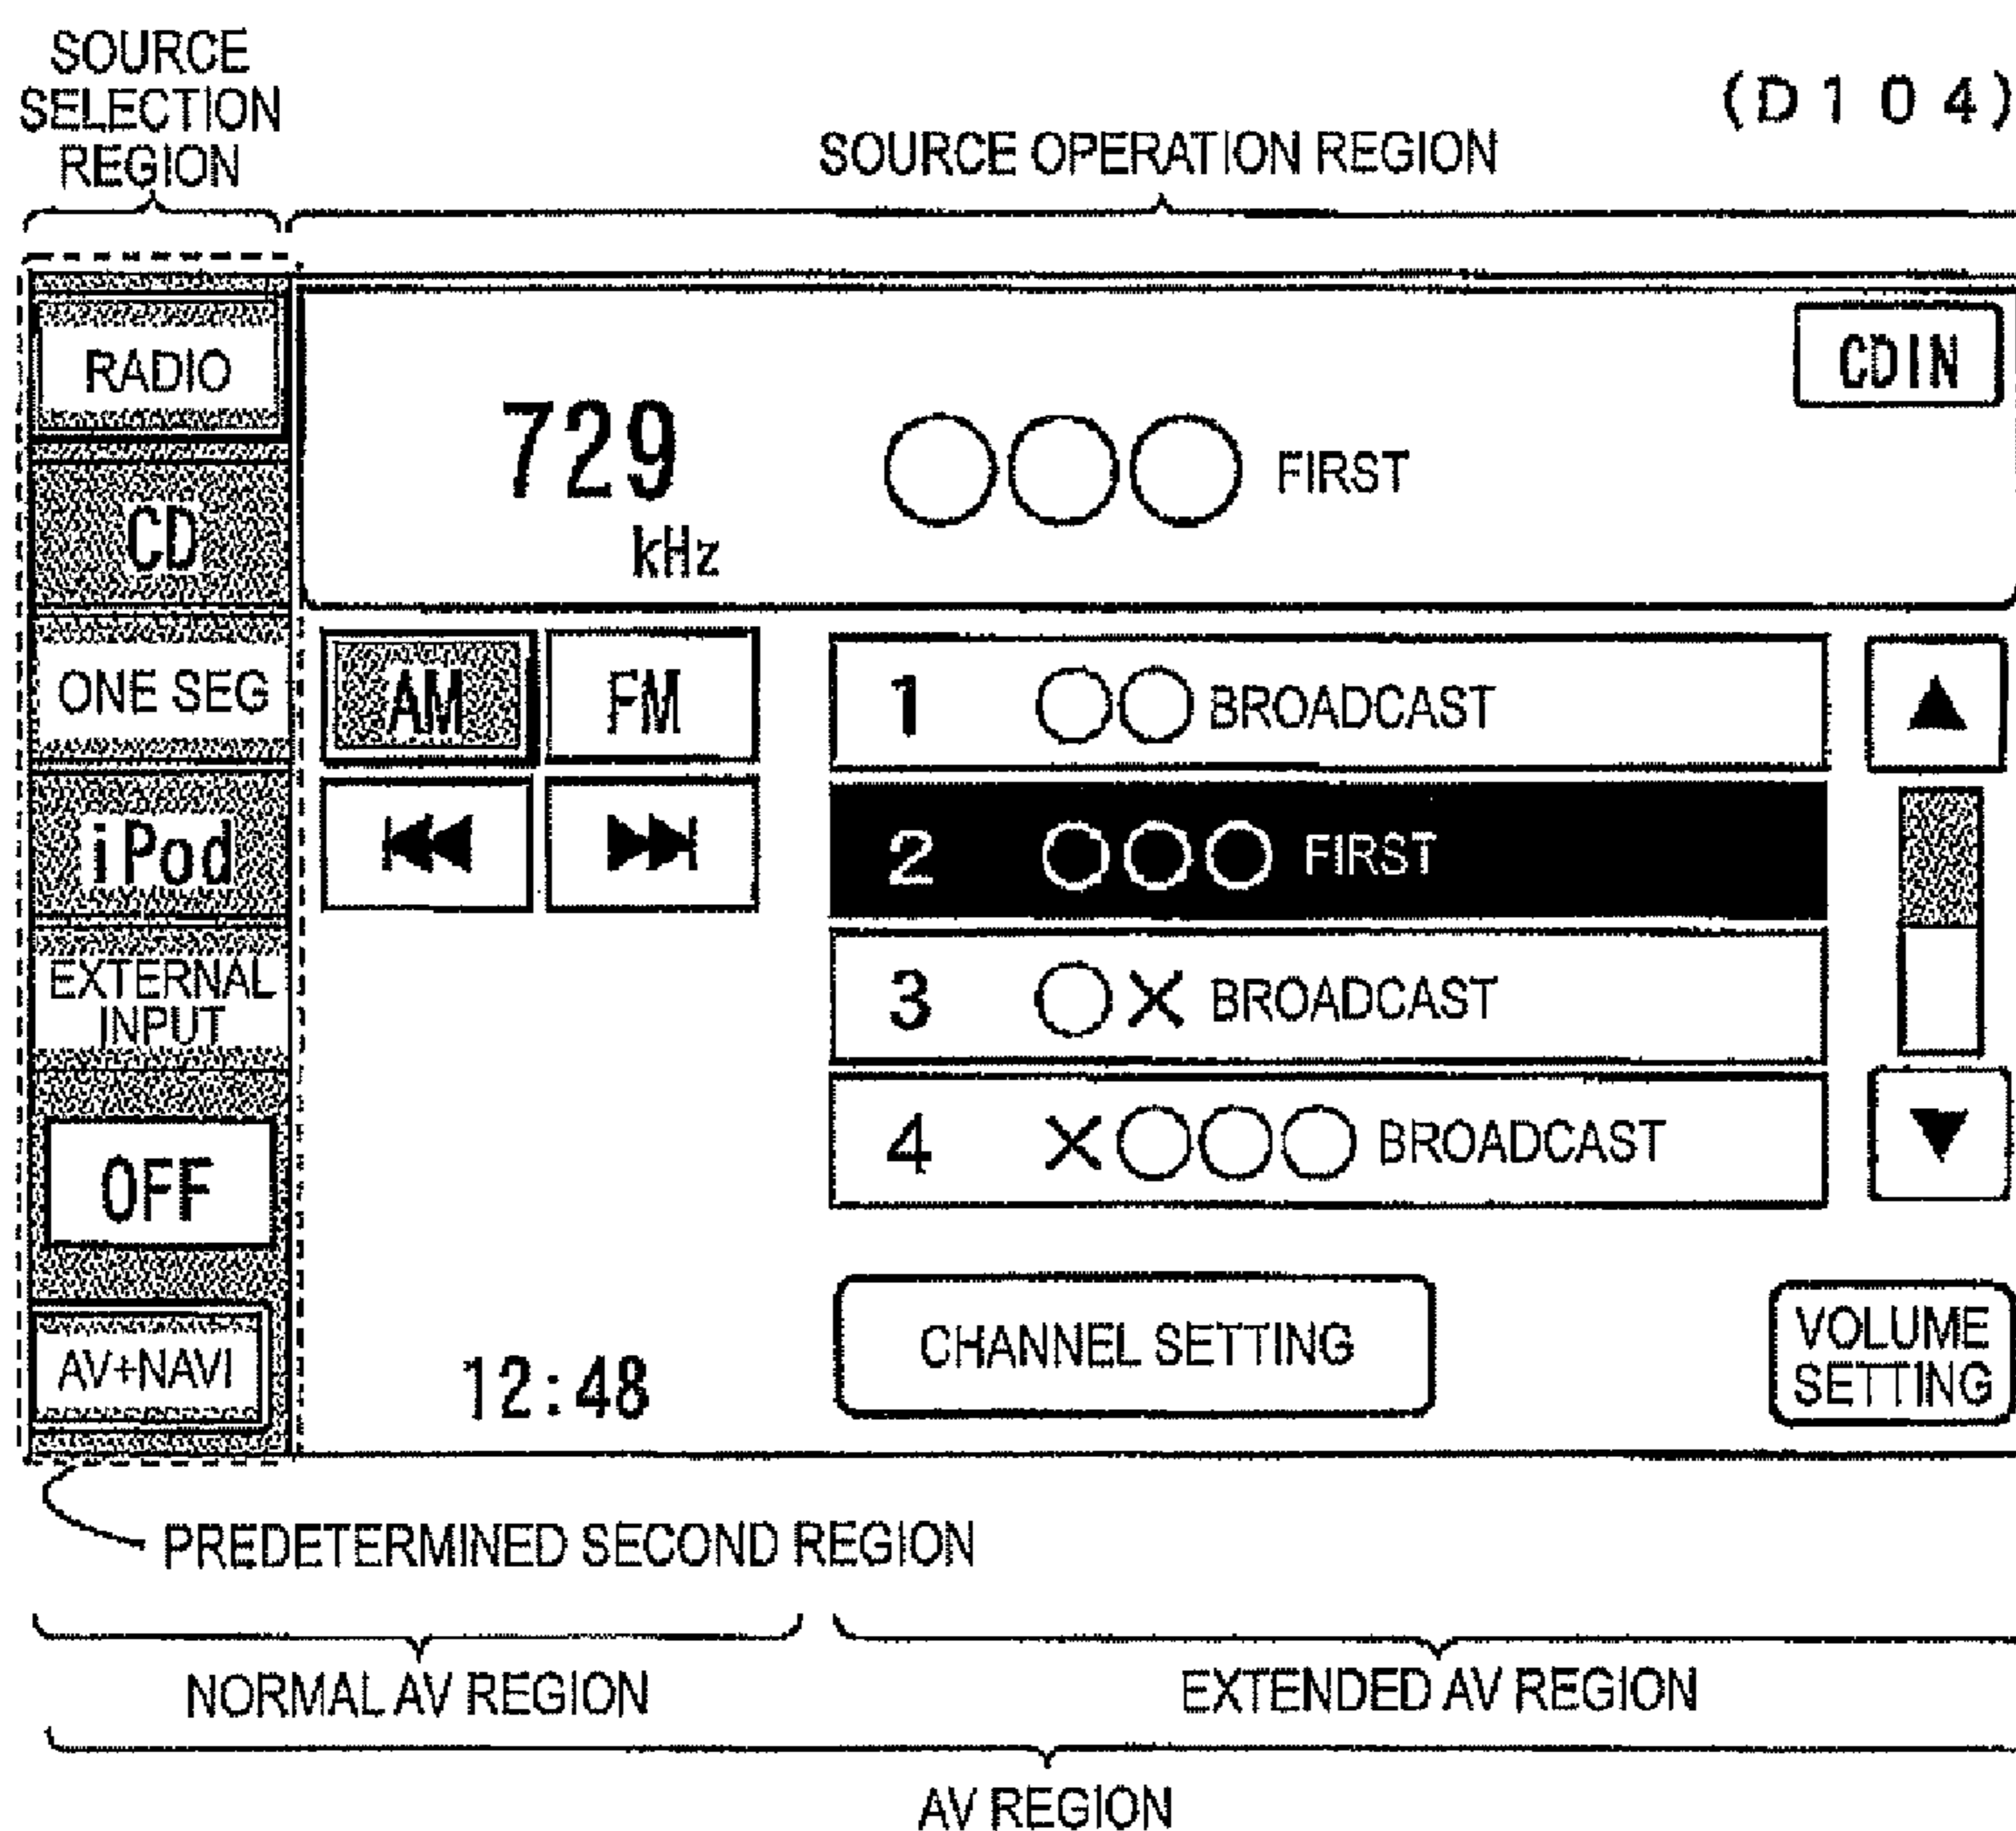 SOURCE
SELECTION
REGION
(D104)
SOURCE OPERATION REGION
RADIO
CD
ONE SEG
iPod
EXTERNAL
INPUT
OFF
AV+NAVI
CDIN
729
kHz
○○○ FIRST
AM
FM
1 ○○ BROADCAST
2 ○○○ FIRST
3 ○× BROADCAST
4 ×○○○ BROADCAST
12:48
CHANNEL SETTING
VOLUME
SETTING
PREDETERMINED SECOND REGION
NORMAL AV REGION
EXTENDED AV REGION
AV REGION